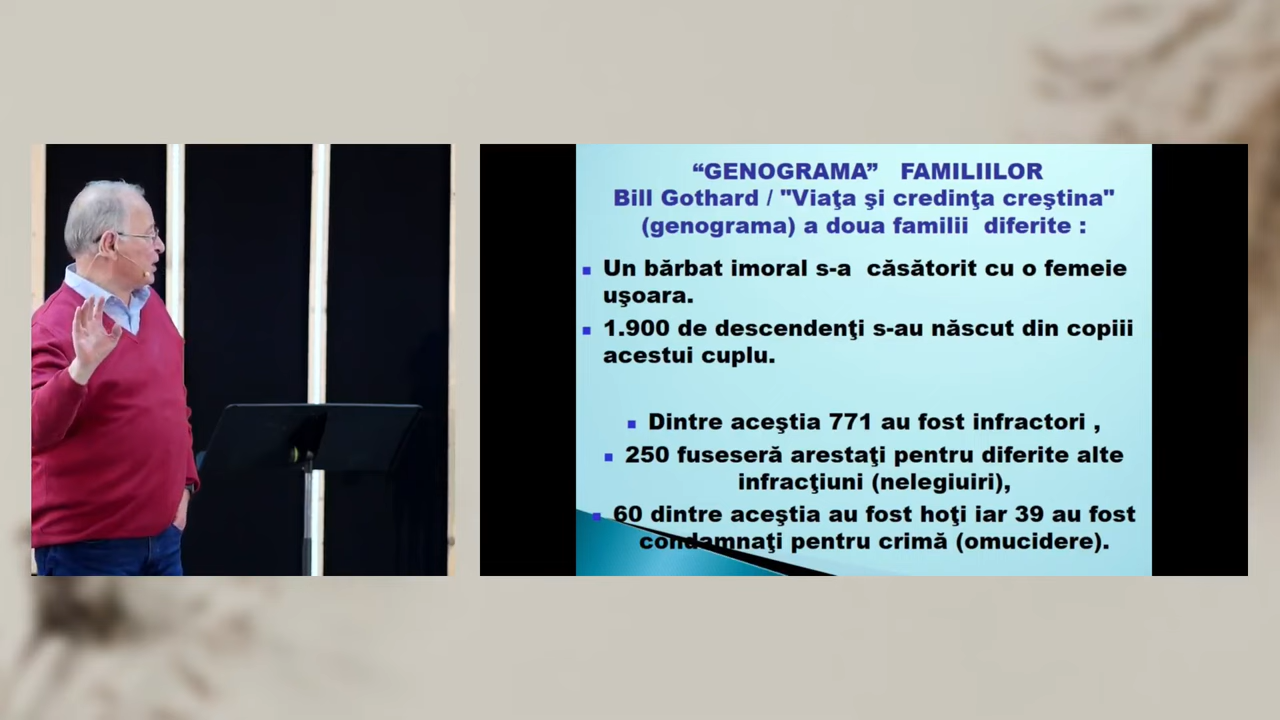 “GENOGRAMA” FAMILIILOR
Bill Gothard / "Viaţa şi credinţa creştina"
(genograma) a doua familii diferite :
Un bărbat imoral s-a căsătorit cu o femeie
uşoara.
1.900 de descendenţi s-au născut din copiii
acestui cuplu.
Dintre aceştia 771 au fost infractori ,
250 fuseseră arestaţi pentru diferite alte
infracţiuni (nelegiuiri),
60 dintre aceştia au fost hoţi iar 39 au fost
condamnaţi pentru crimă (omucidere).